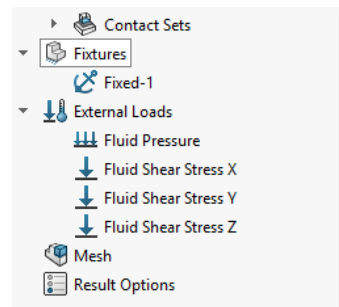 Contact Sets
Fixtures
Fixed-1
External Loads
Fluid Pressure
Fluid Shear Stress X
Fluid Shear Stress Y
Fluid Shear Stress Z
Mesh
Result Options